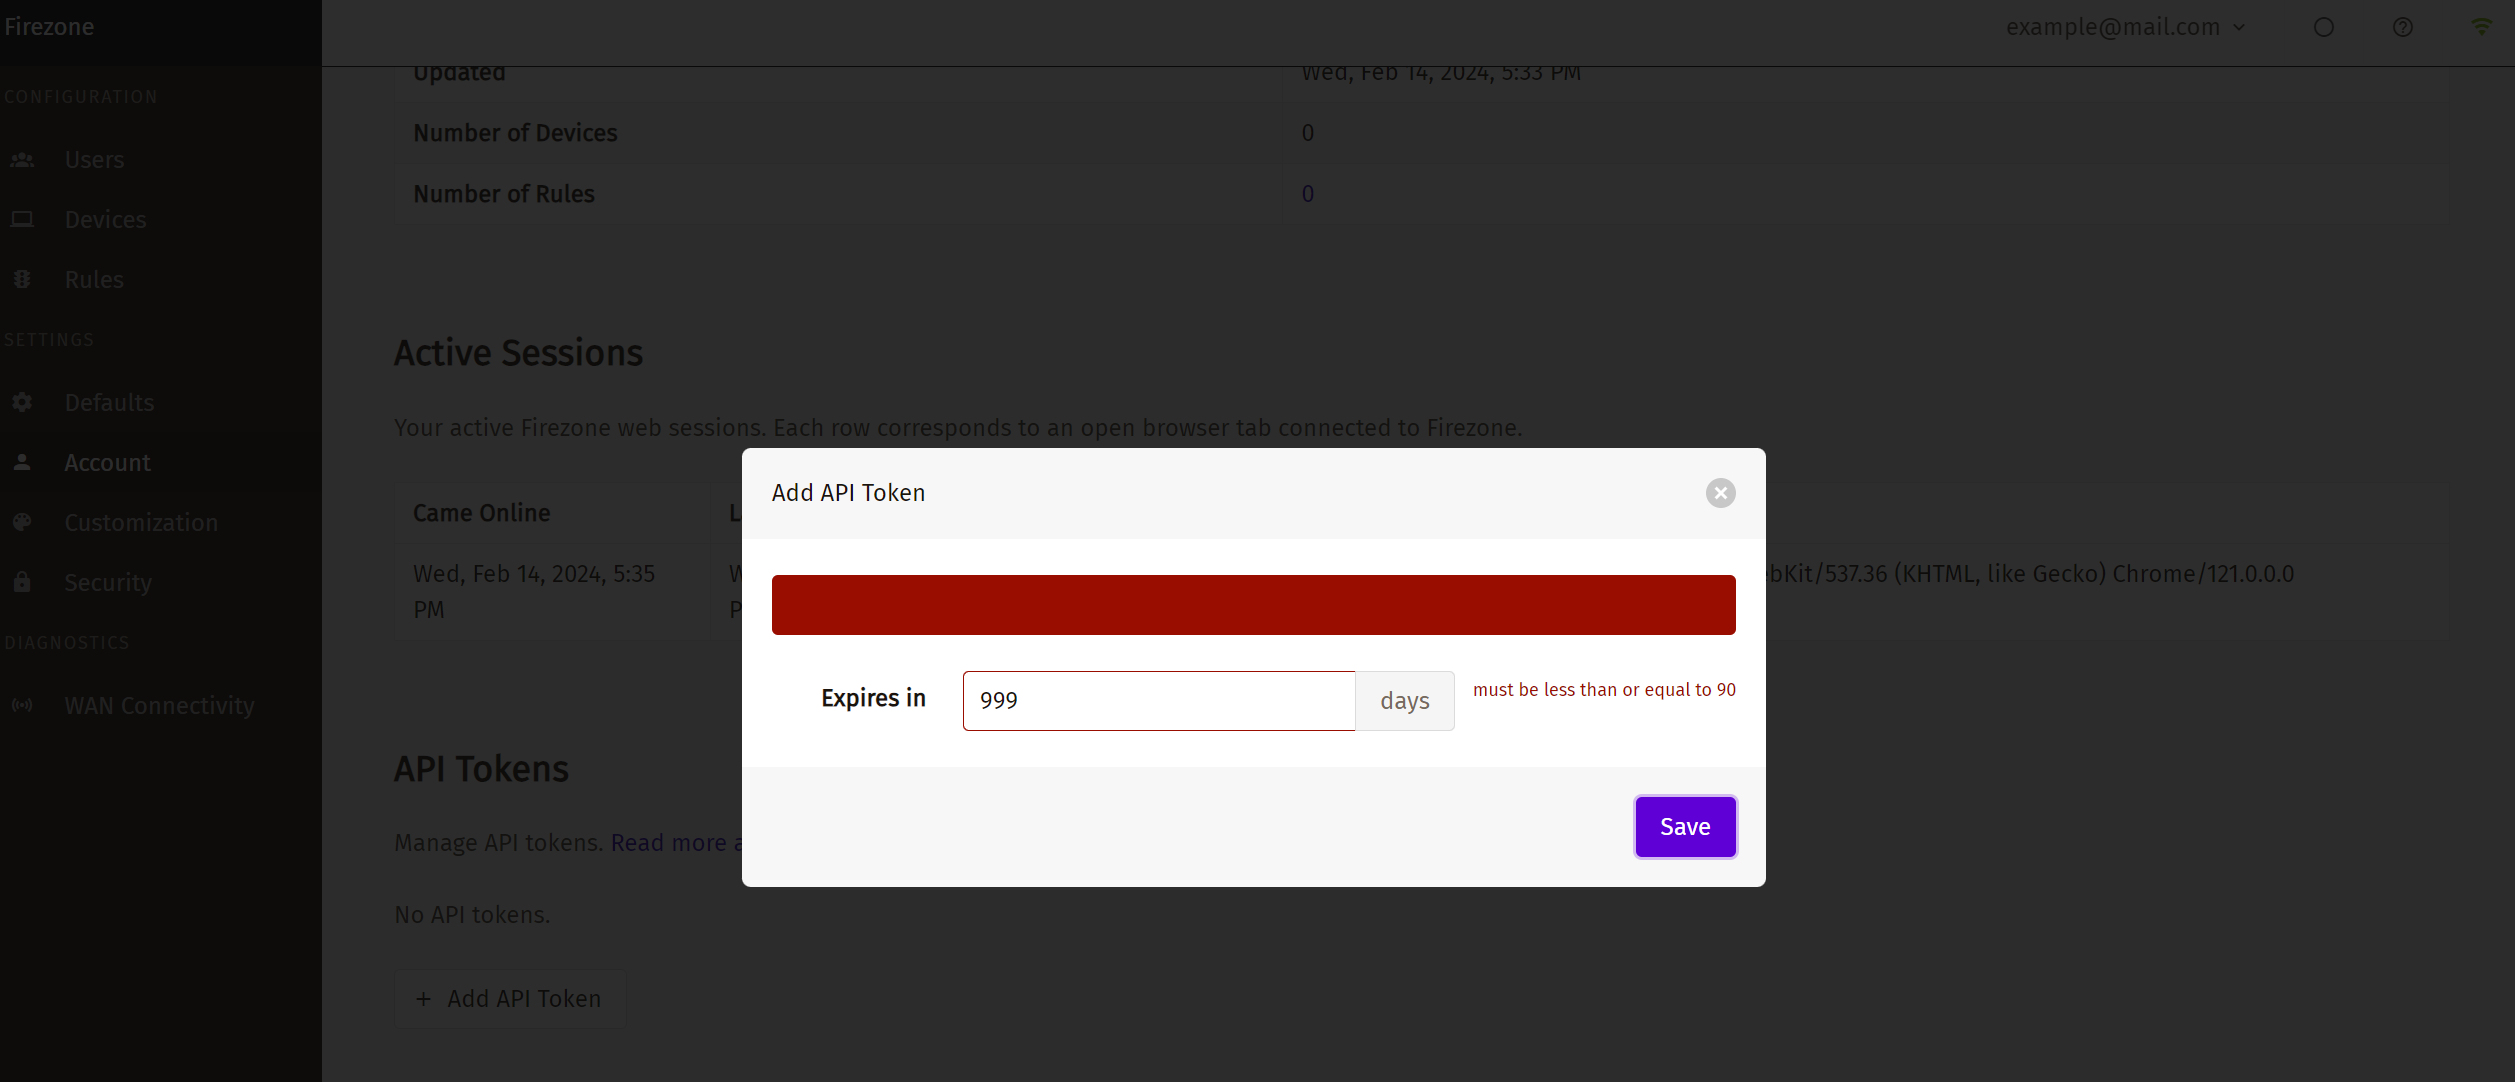 Firezone
example@mail.com
CONFIGURATION
Users
Devices
Rules
SETTINGS
Defaults
Account
Customization
Security
DIAGNOSTICS
WAN Connectivity
Updated Wed, Feb 14, 2024, 5:33 PM
Number of Devices 0
Number of Rules 0
Active Sessions
Your active Firezone web sessions. Each row corresponds to an open browser tab connected to Firezone.
Came Online
Wed, Feb 14, 2024, 5:35
PM
(KHTML, like Gecko) Chrome/121.0.0.0
Add API Token
Expires in 999 days must be less than or equal to 90
Save
API Tokens
Manage API tokens. Read more
No API tokens.
+ Add API Token